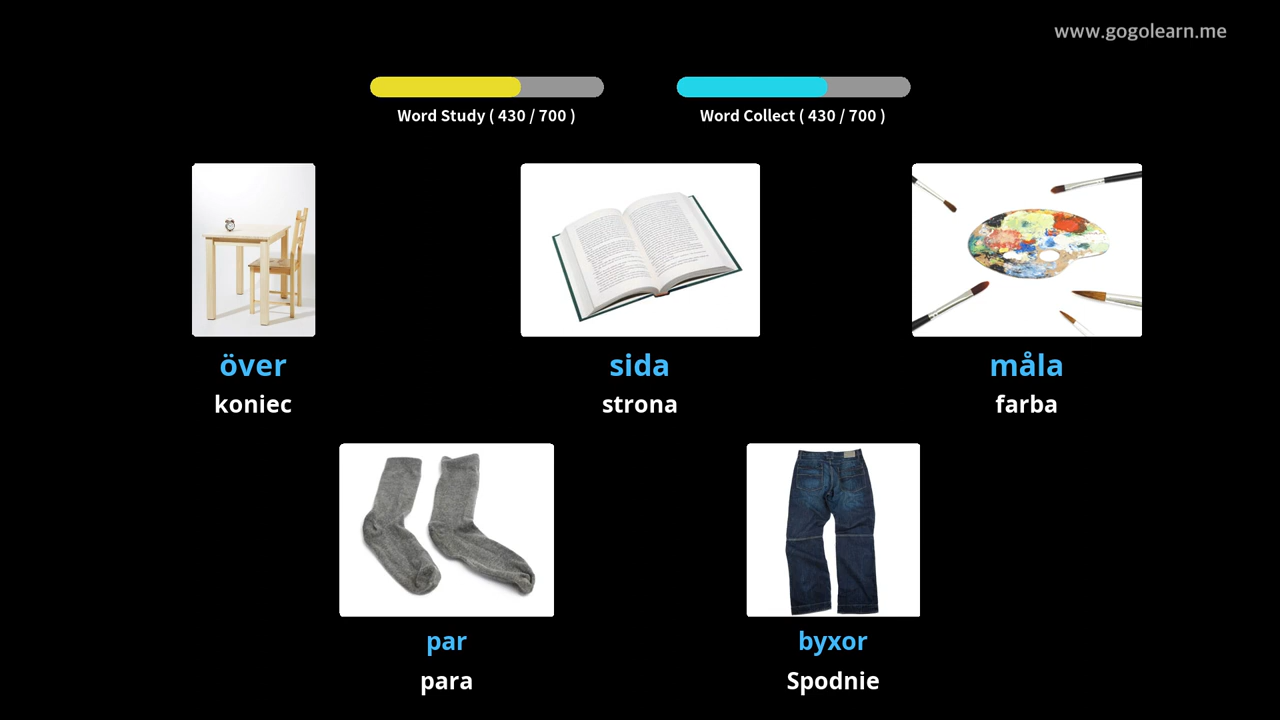 www.gogolearn.me
Word Study ( 430 / 700 )
Word Collect ( 430 / 700 )
över
sida
måla
koniec
strona
farba
par
byxor
para
Spodnie